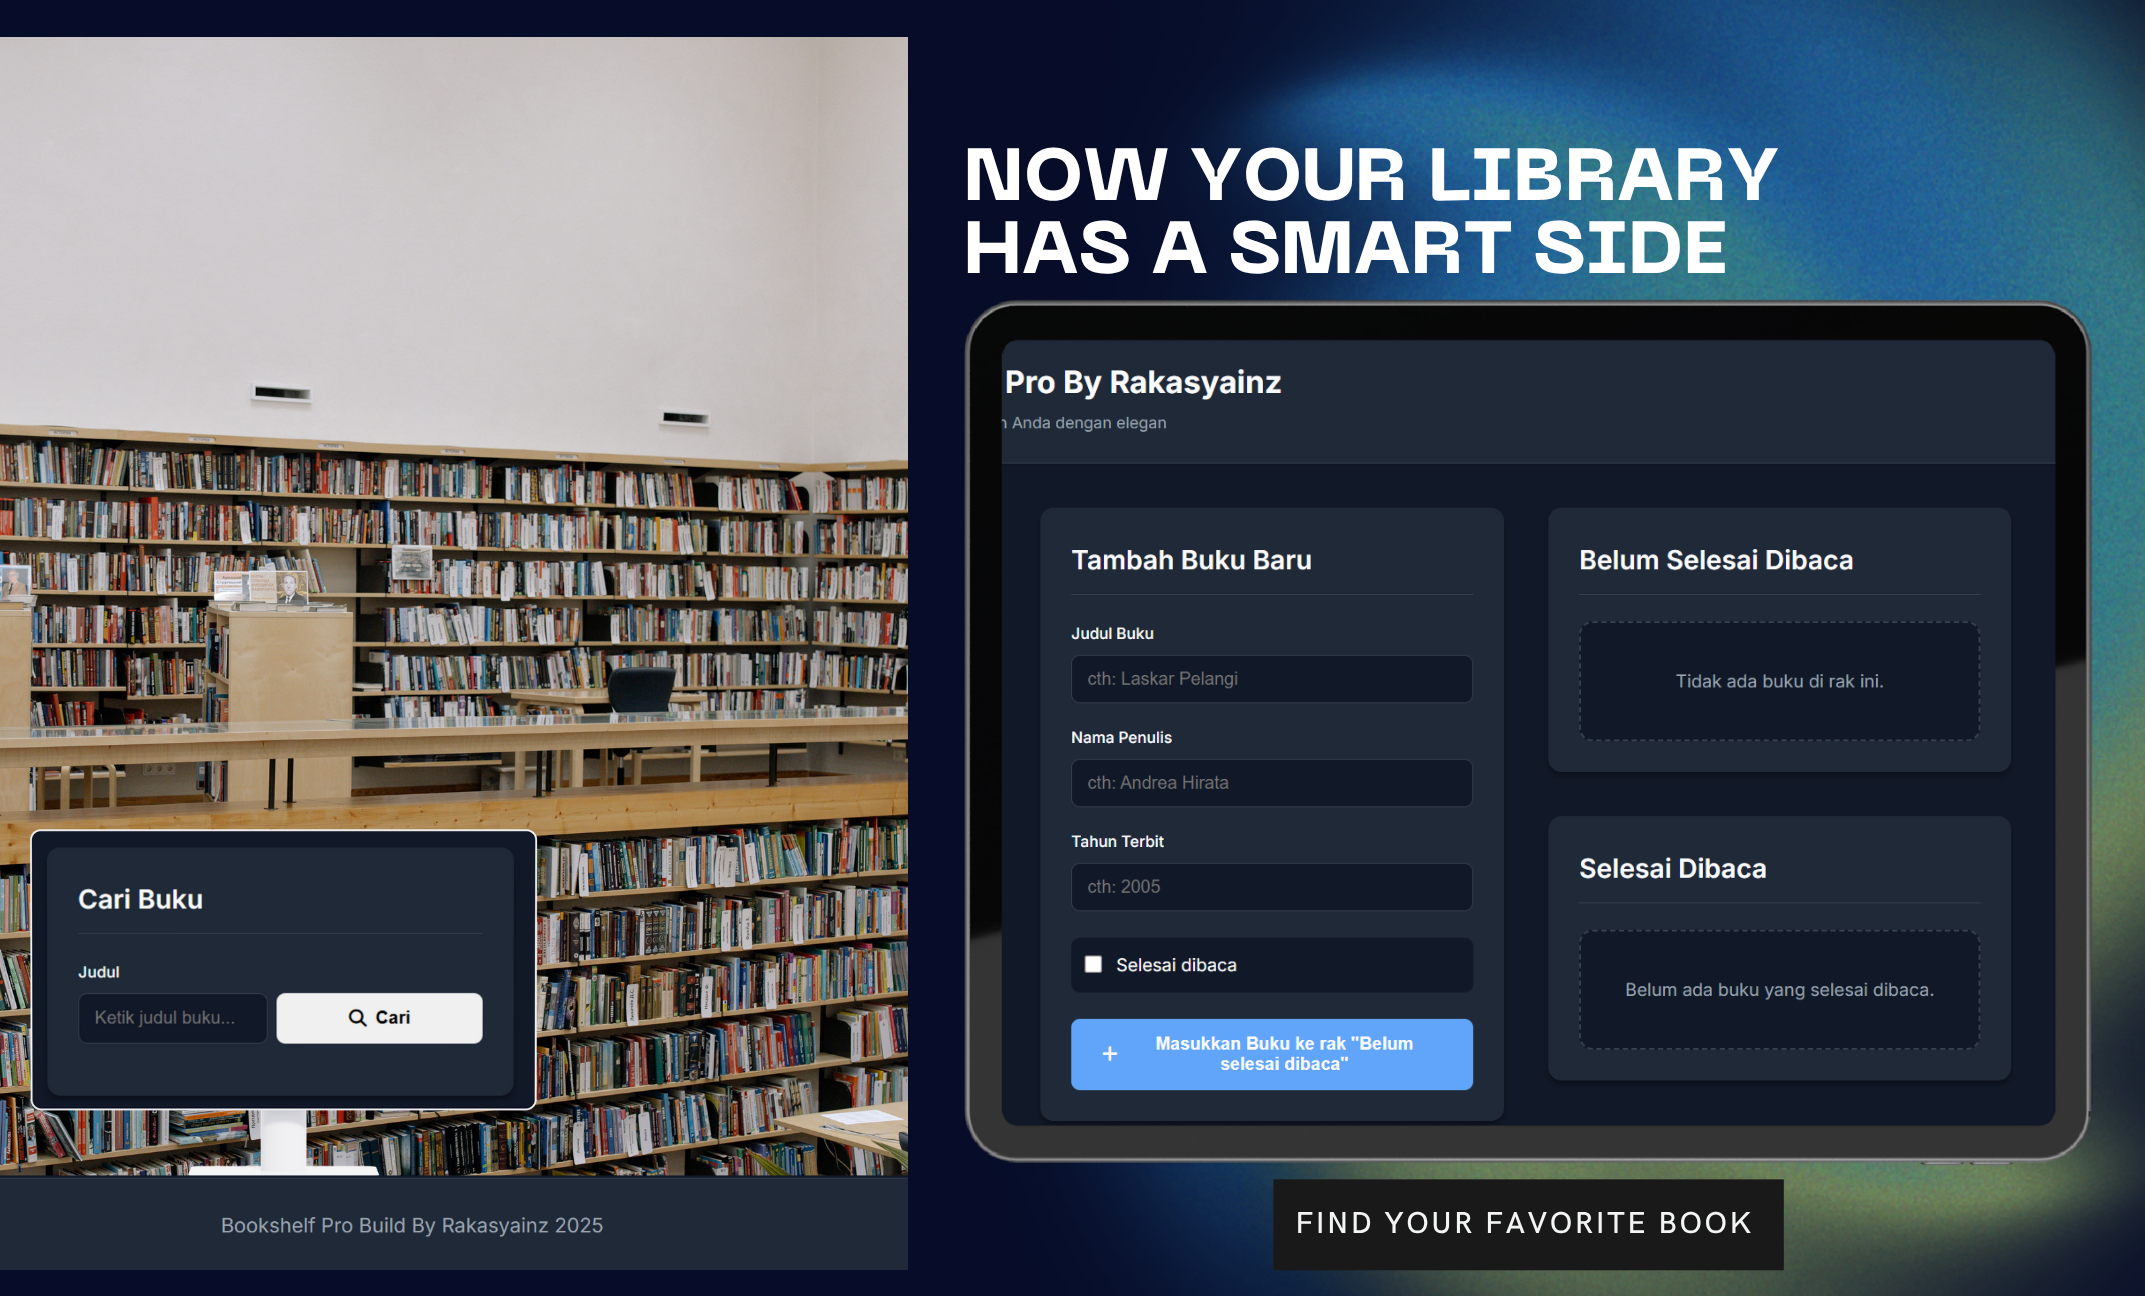 NOW YOUR LIBRARY
HAS A SMART SIDE
Pro By Rakasyainz
Anda dengan elegan
Tambah Buku Baru
Judul Buku
cth: Laskar Pelangi
Nama Penulis
cth: Andrea Hirata
Tahun Terbit
cth: 2005
Selesai dibaca
+ Masukkan Buku ke rak "Belum
selesai dibaca"
Belum Selesai Dibaca
Tidak ada buku di rak ini.
Selesai Dibaca
Belum ada buku yang selesai dibaca.
Cari Buku
Judul
Ketik judul buku...
Cari
Bookshelf Pro Build By Rakasyainz 2025
FIND YOUR FAVORITE BOOK